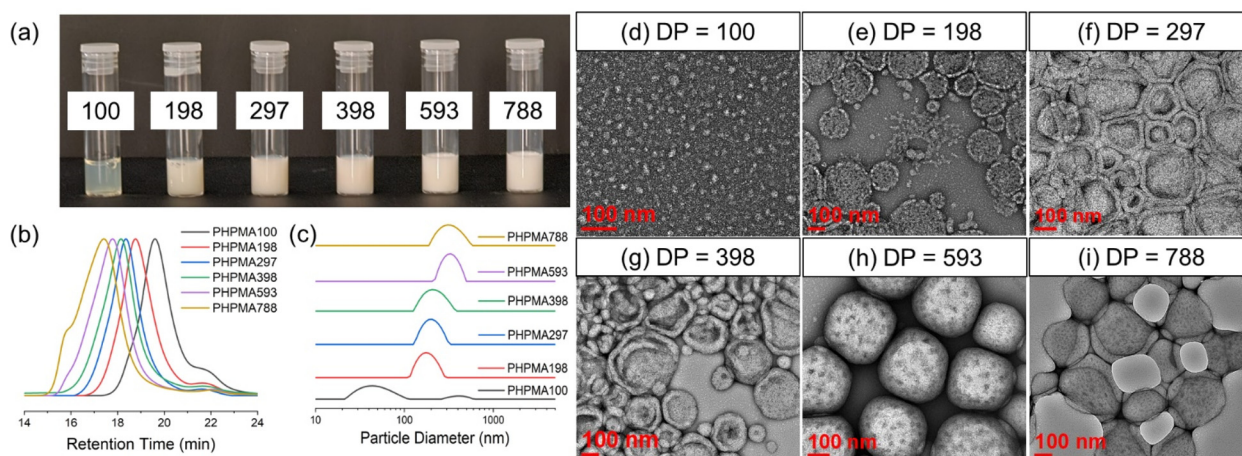 (a)
100 198 297 398 593 788
(b)
PHPMA100
PHPMA198
PHPMA297
PHPMA398
PHPMA593
PHPMA788
14 16 18 20 22 24
Retention Time (min)
(c)
PHPMA788
PHPMA593
PHPMA398
PHPMA297
PHPMA198
PHPMA100
10 100 1000
Particle Diameter (nm)
(d) DP = 100
100 nm
(e) DP = 198
100 nm
(f) DP = 297
100 nm
(g) DP = 398
100 nm
(h) DP = 593
100 nm
(i) DP = 788
100 nm